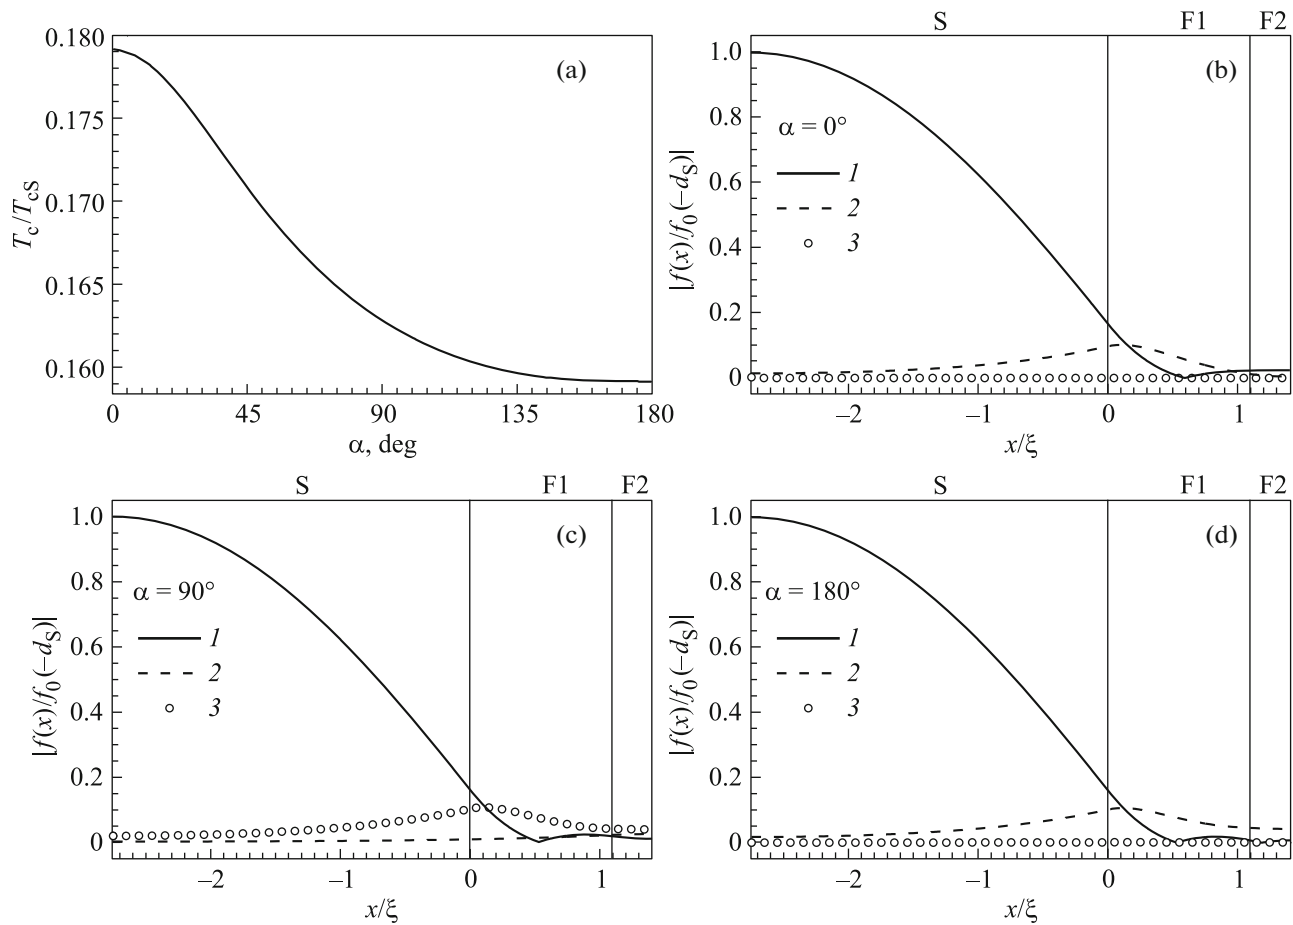 0.180
0.175
0.170
0.165
0.160
T_c/T_cS
(a)
0 45 90 135 180
α, deg
S F1 F2
1.0
0.8
0.6
0.4
0.2
0
|f(x)/f_0(–d_S)|
(b)
α = 0°
1
2
3
–2 –1 0 1
x/ξ
S F1 F2
1.0
0.8
0.6
0.4
0.2
0
|f(x)/f_0(–d_S)|
(c)
α = 90°
1
2
3
–2 –1 0 1
x/ξ
S F1 F2
1.0
0.8
0.6
0.4
0.2
0
|f(x)/f_0(–d_S)|
(d)
α = 180°
1
2
3
–2 –1 0 1
x/ξ